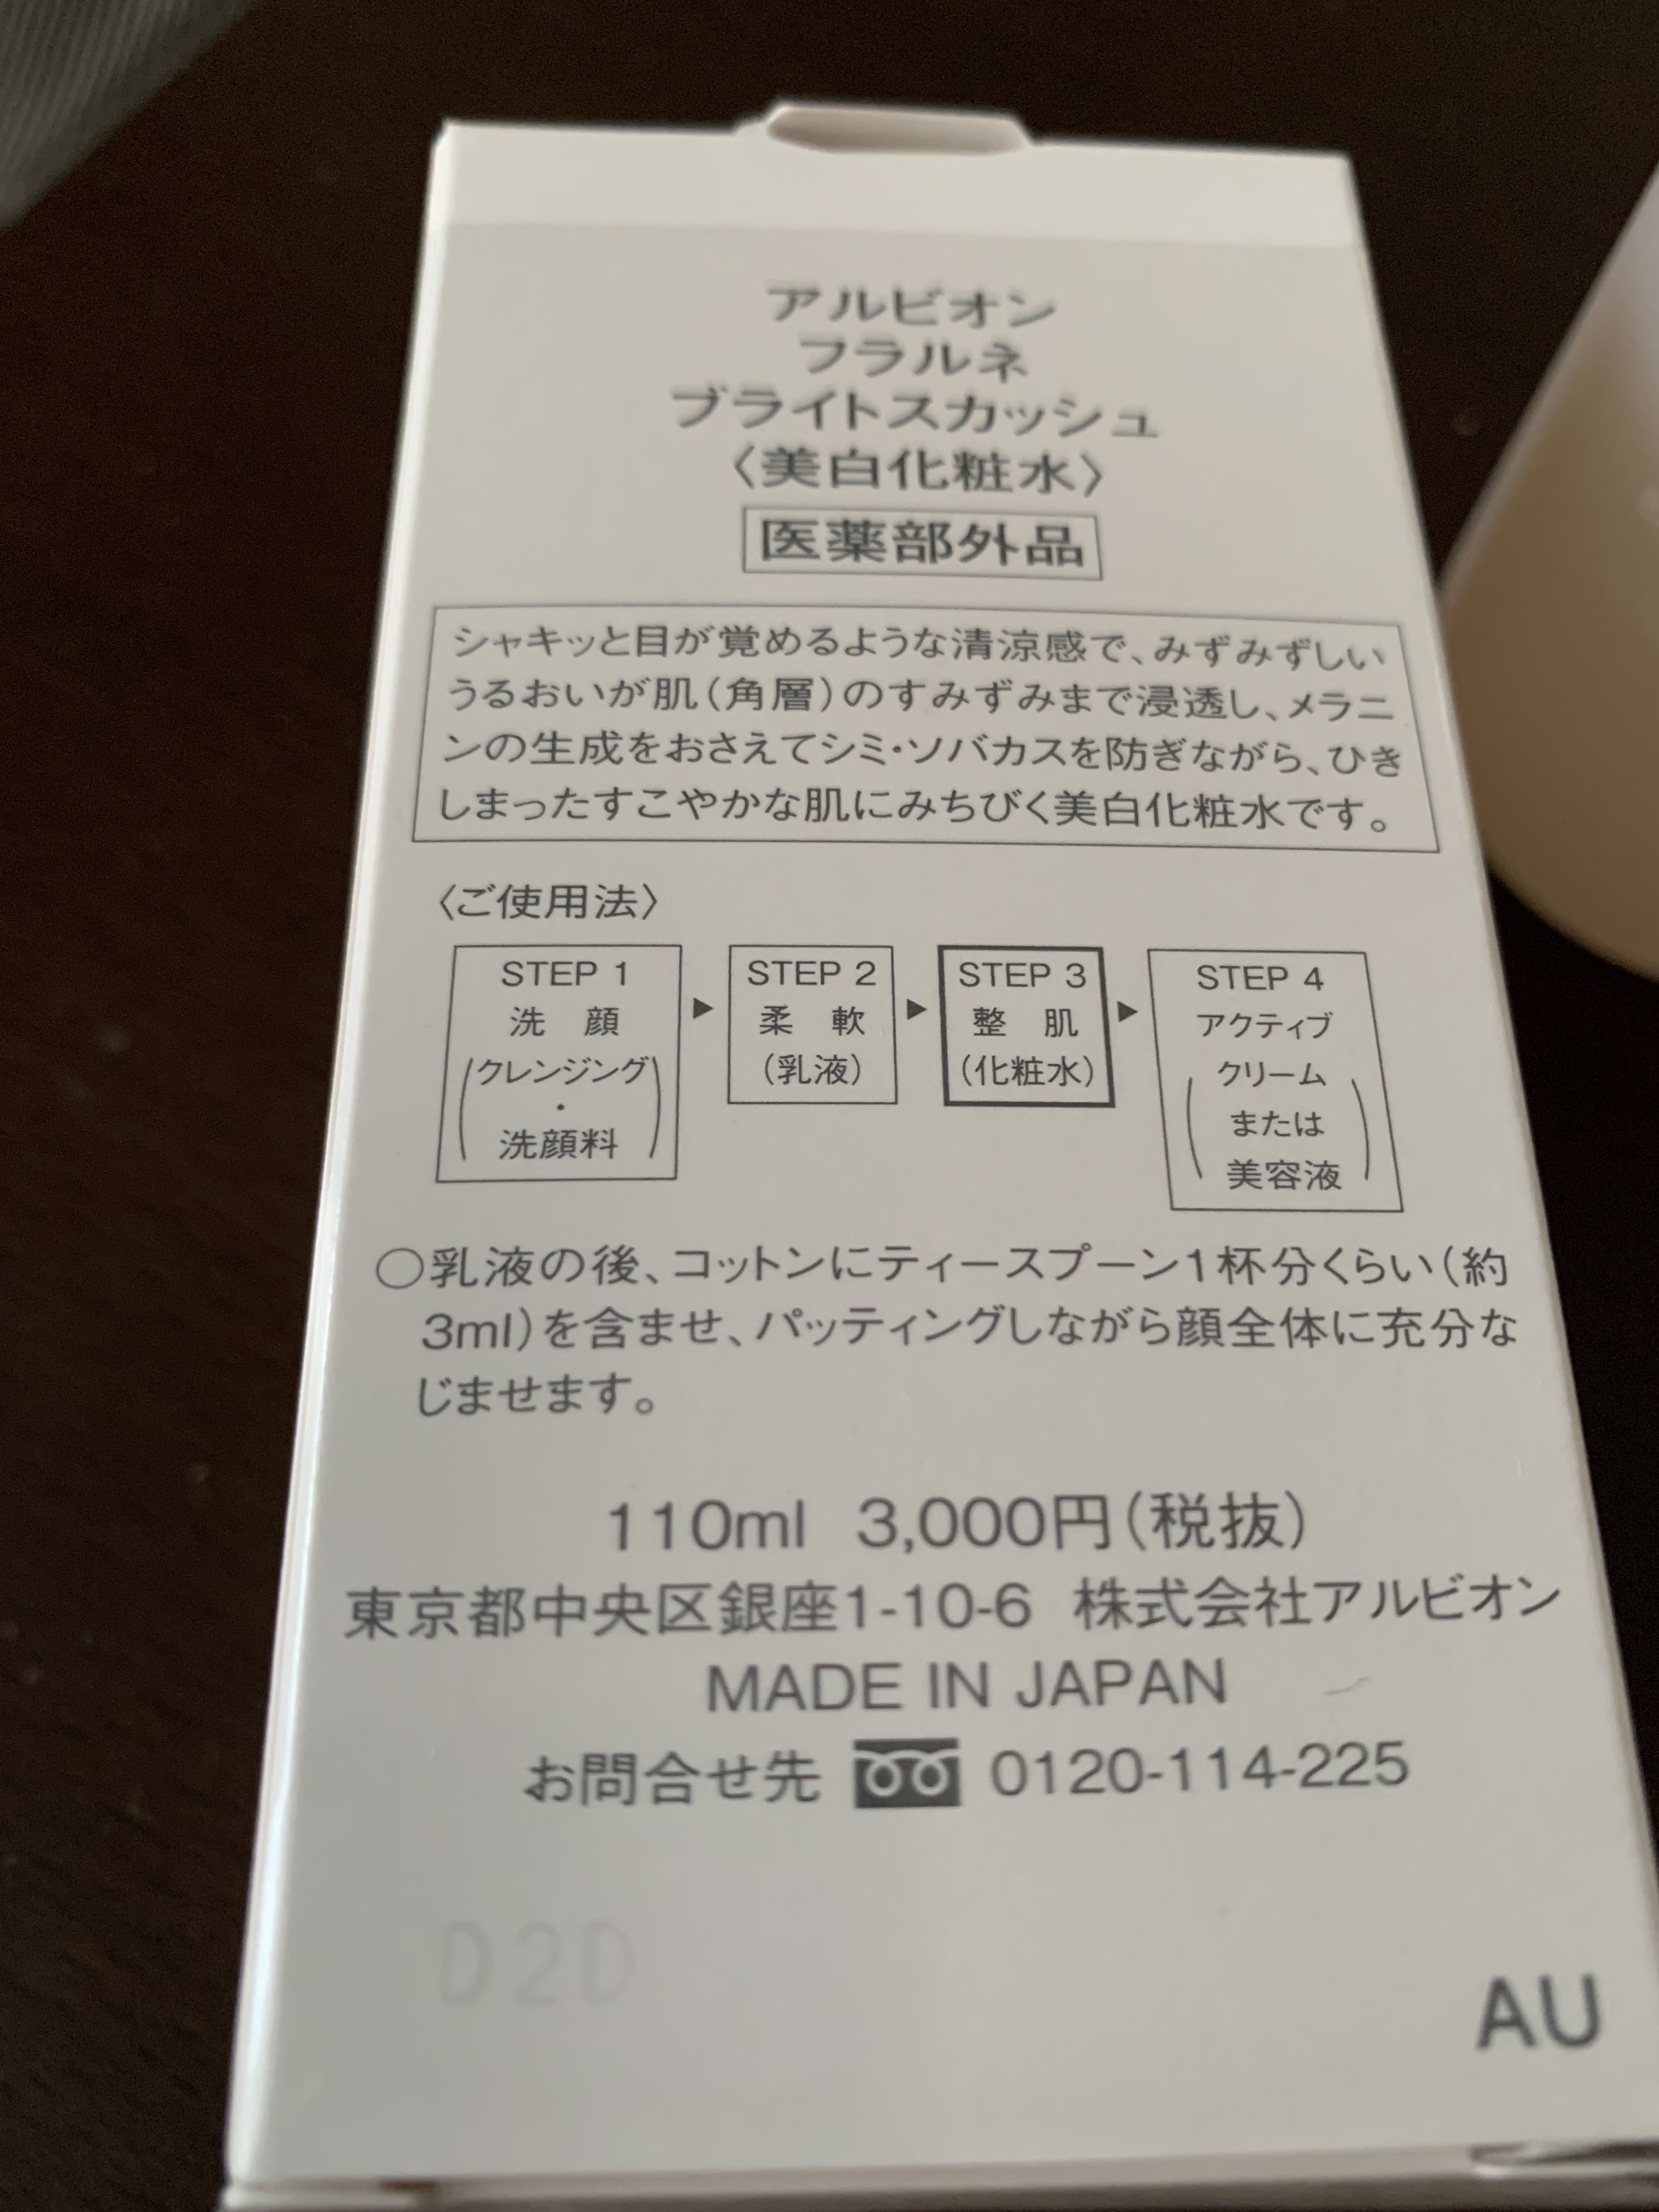 アルビオン
フラルネ
ブライトスカッシュ
〈美白化粧水〉
医薬部外品
シャキッと目が覚めるような清涼感で、みずみずしい
うるおいが肌（角層）のすみずみまで浸透し、メラニ
ンの生成をおさえてシミ・ソバカスを防ぎながら、ひき
しまったすこやかな肌にみちびく美白化粧水です。
〈ご使用法〉
STEP 1
洗 顔
（クレンジング
・
洗顔料）
▶
STEP 2
柔 軟
（乳液）
▶
STEP 3
整 肌
（化粧水）
▶
STEP 4
アクティブ
クリーム
（または
美容液）
○乳液の後、コットンにティースプーン1杯分くらい（約
3ml）を含ませ、パッティングしながら顔全体に充分な
じませます。
110ml 3,000円（税抜）
東京都中央区銀座1-10-6 株式会社アルビオン
MADE IN JAPAN
お問合せ先 0120-114-225
D2D
AU